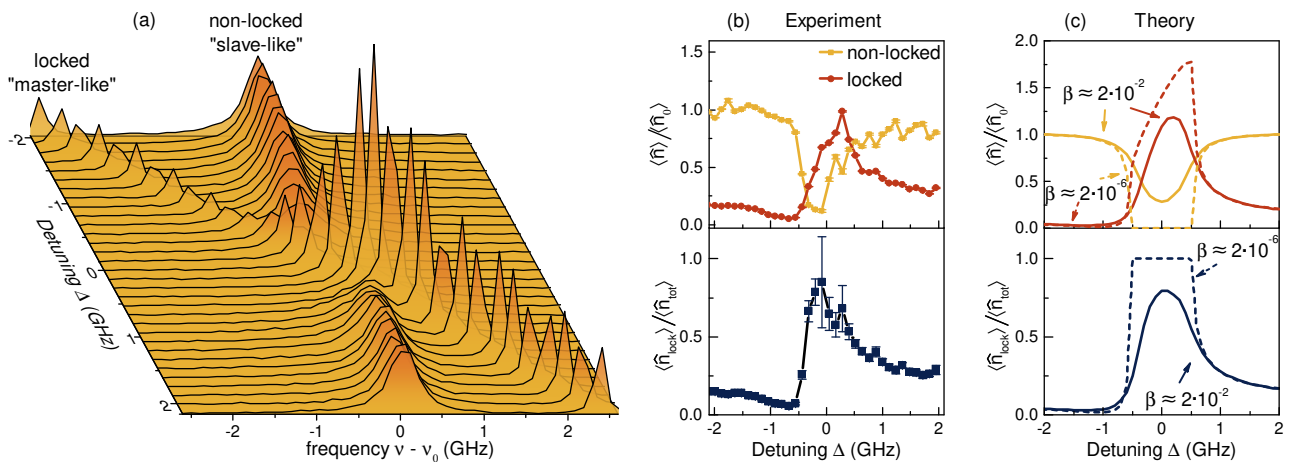 (a)
non-locked
"slave-like"
locked
"master-like"
-2
-1
0
1
2
Detuning Δ (GHz)
-2 -1 0 1 2
frequency ν - ν₀ (GHz)
(b) Experiment
non-locked
locked
⟨n̂⟩/⟨n̂₀⟩
1.5
1.0
0.5
0.0
⟨n̂lock⟩/⟨n̂tot⟩
1.0
0.5
0.0
-2 -1 0 1 2
Detuning Δ (GHz)
(c) Theory
⟨n̂⟩/⟨n̂₀⟩
2.0
1.5
1.0
0.5
0.0
β ≈ 2·10⁻²
β ≈ 2·10⁻⁶
⟨n̂lock⟩/⟨n̂tot⟩
1.0
0.5
0.0
β ≈ 2·10⁻⁶
β ≈ 2·10⁻²
-2 -1 0 1 2
Detuning Δ (GHz)